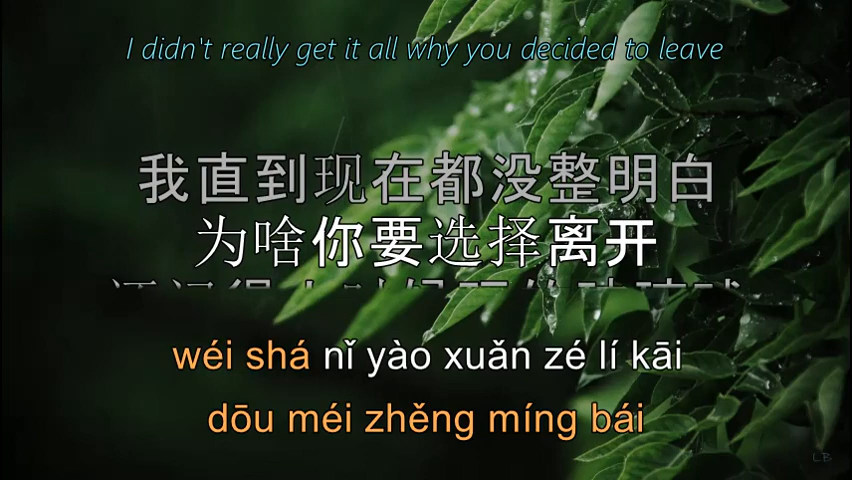 I didn't really get it all why you decided to leave
我直到现在都没整明白
为啥你要选择离开
wéi shá nǐ yào xuǎn zé lí kāi
dōu méi zhěng míng bái
LB